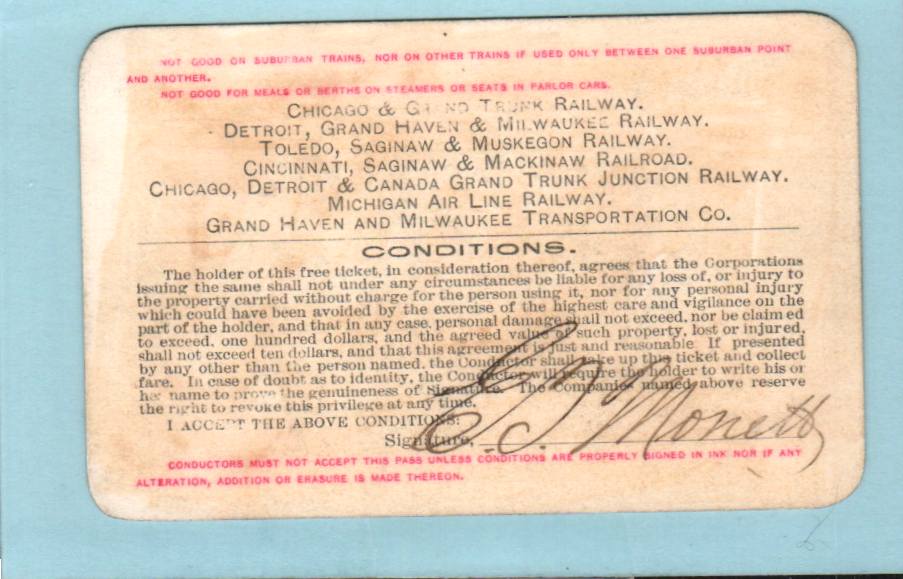 NOT GOOD ON SUBURBAN TRAINS, NOR ON OTHER TRAINS IF USED ONLY BETWEEN ONE SUBURBAN POINT
AND ANOTHER.
NOT GOOD FOR MEALS OR BERTHS ON STEAMERS OR SEATS IN PARLOR CARS.
CHICAGO & GRAND TRUNK RAILWAY.
DETROIT, GRAND HAVEN & MILWAUKEE RAILWAY.
TOLEDO, SAGINAW & MUSKEGON RAILWAY.
CINCINNATI, SAGINAW & MACKINAW RAILROAD.
CHICAGO, DETROIT & CANADA GRAND TRUNK JUNCTION RAILWAY.
MICHIGAN AIR LINE RAILWAY.
GRAND HAVEN AND MILWAUKEE TRANSPORTATION CO.
CONDITIONS.
The holder of this free ticket, in consideration thereof, agrees that the Corporations
issuing the same shall not under any circumstances be liable for any loss of, or injury to
the property carried without charge for the person using it, nor for any personal injury
which could have been avoided by the exercise of the highest care and vigilance on the
part of the holder, and that in any case, personal damage shall not exceed, nor be claimed
to exceed, one hundred dollars, and the agreed value of such property, lost or injured,
shall not exceed ten dollars, and that this agreement is just and reasonable. If presented
by any other than the person named, the Conductor shall take up this ticket and collect
fare. In case of doubt as to identity, the Conductor will require the holder to write his or
her name to prove the genuineness of Signature. The Companies named above reserve
the right to revoke this privilege at any time.
I ACCEPT THE ABOVE CONDITIONS:
Signature, Monett
CONDUCTORS MUST NOT ACCEPT THIS PASS UNLESS CONDITIONS ARE PROPERLY SIGNED IN INK NOR IF ANY
ALTERATION, ADDITION OR ERASURE IS MADE THEREON.